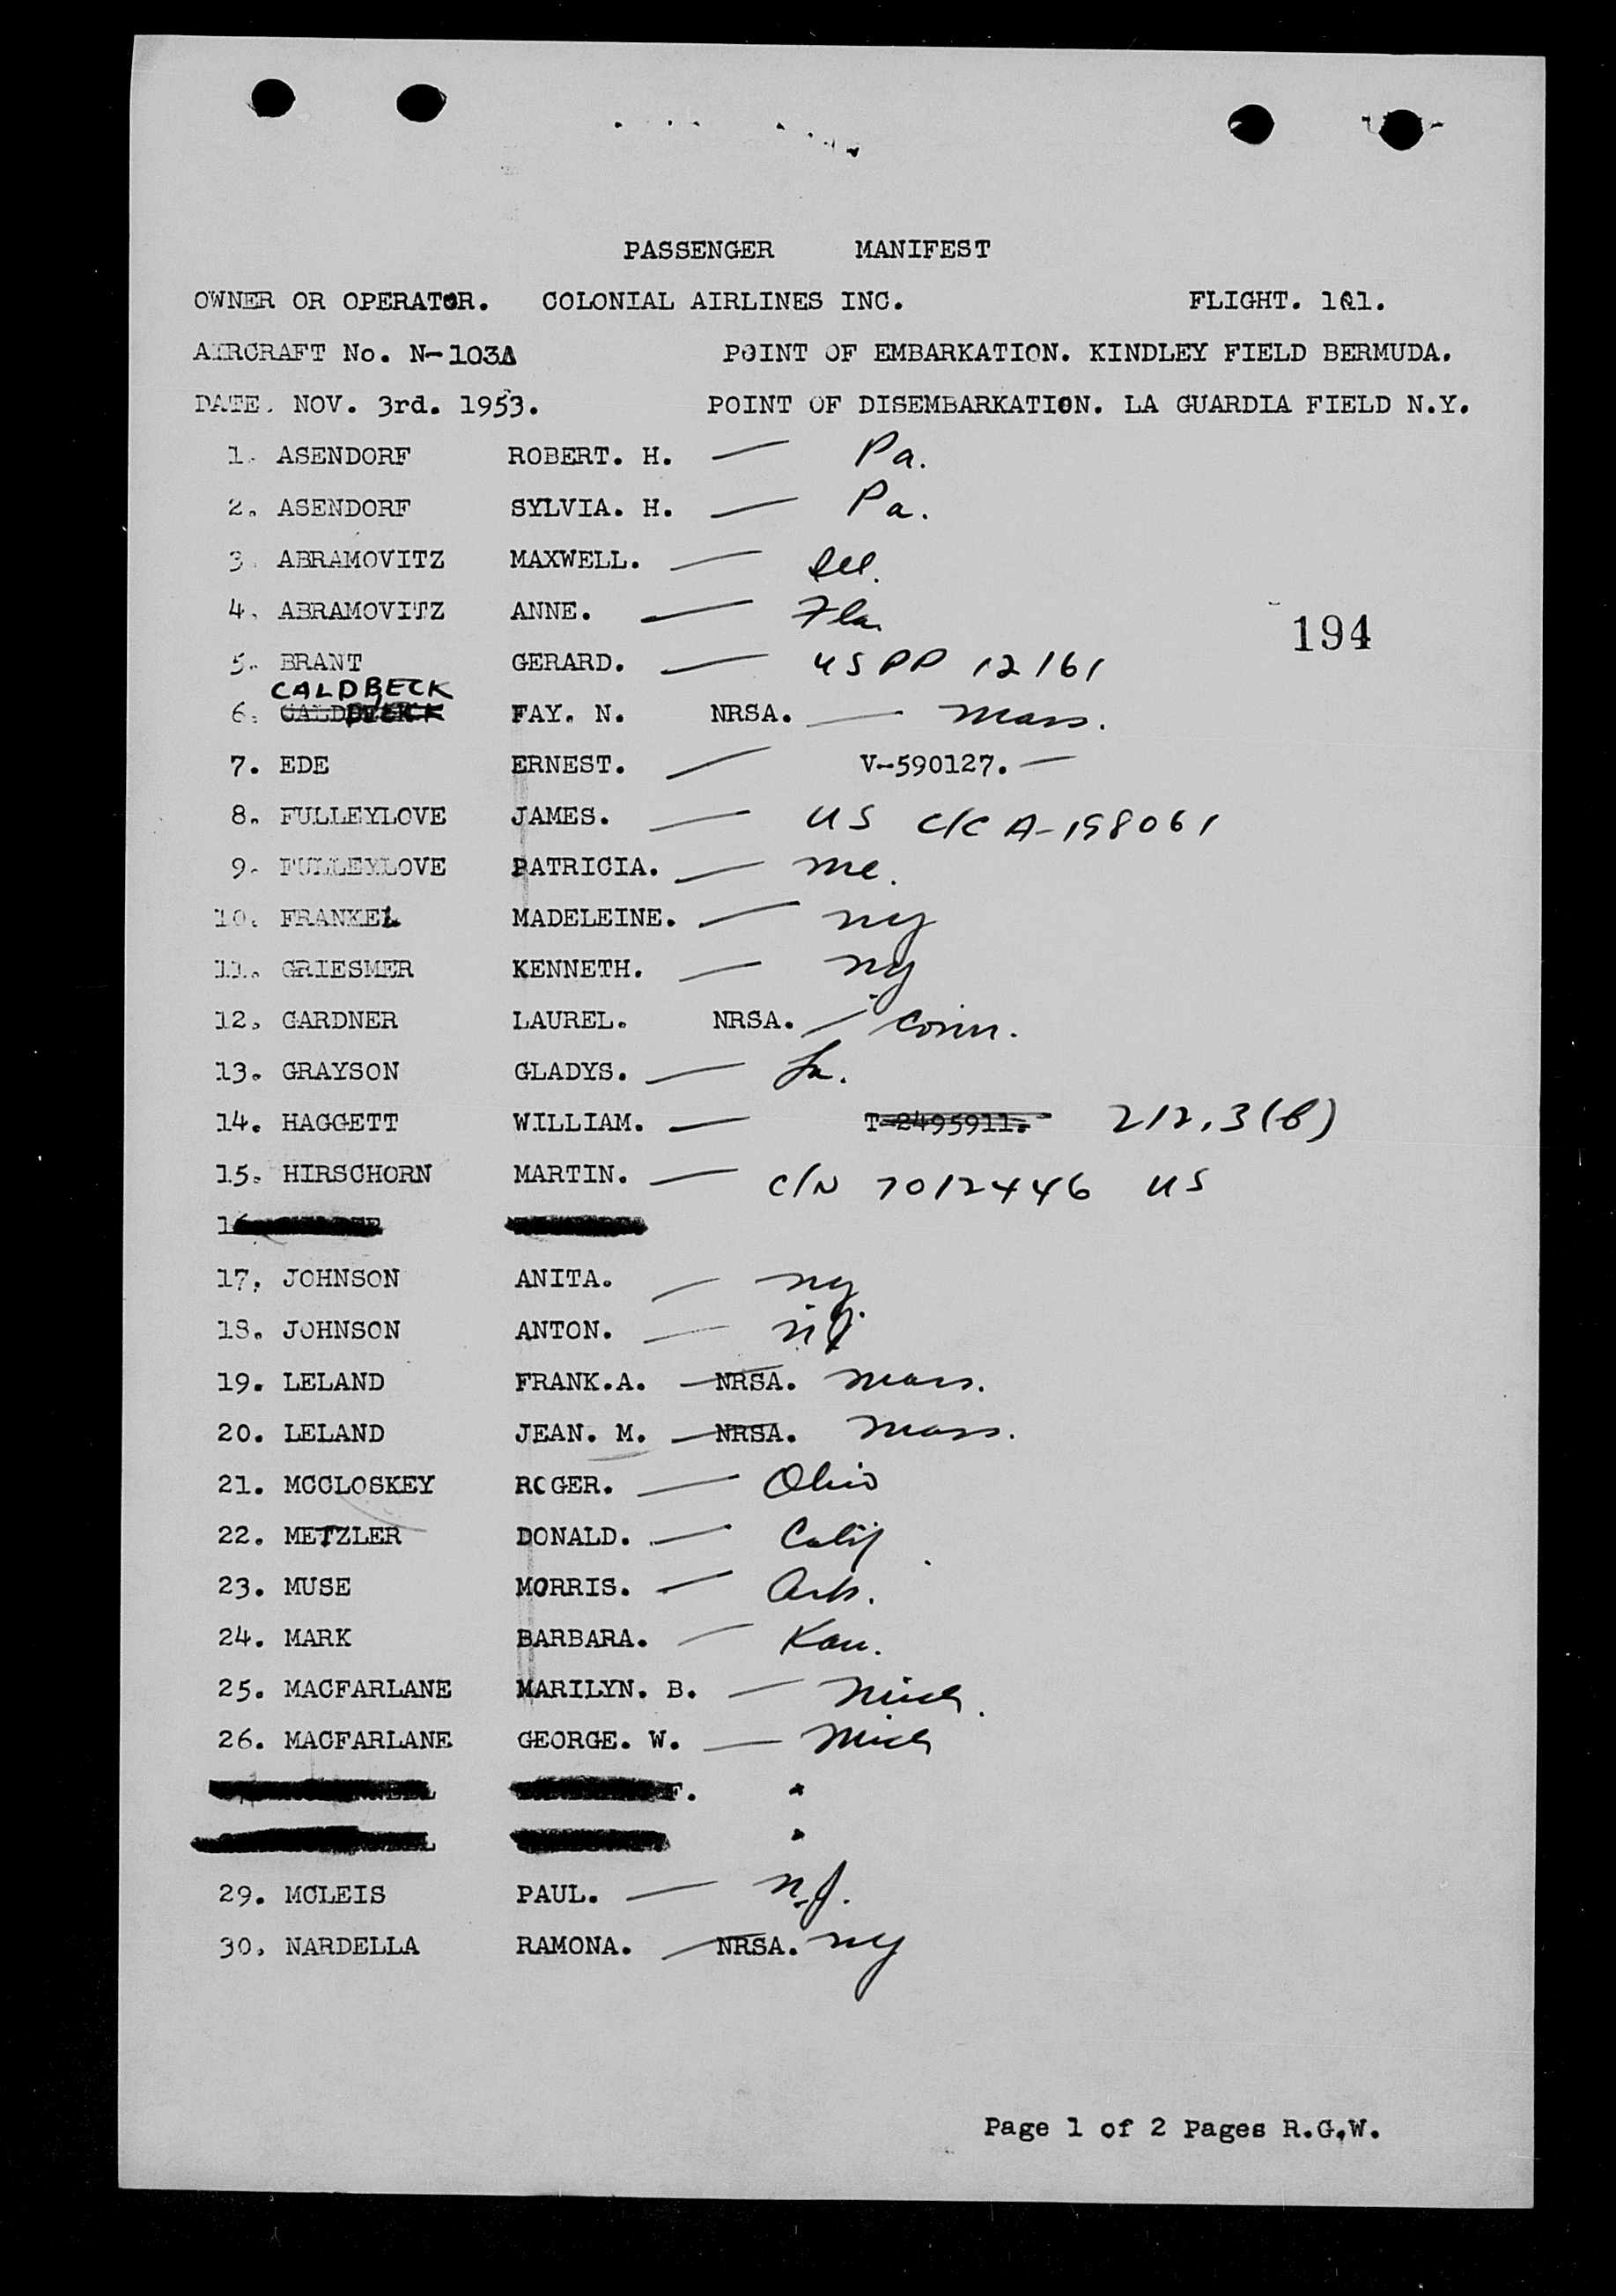 PASSENGER MANIFEST
OWNER OR OPERATOR. COLONIAL AIRLINES INC. FLIGHT. 1
AIRCRAFT No. N-103A POINT OF EMBARKATION. KINDLEY FIELD BERMUDA.
DATE. NOV. 3rd. 1953. POINT OF DISEMBARKATION. LA GUARDIA FIELD N.Y.
1. ASENDORF ROBERT. H. — Pa.
2. ASENDORF SYLVIA. H. — Pa.
3. ABRAMOVITZ MAXWELL. —
4. ABRAMOVITZ ANNE. — Fla.
194
5. BRANT GERARD. — US PP 12161
CALDBECK
6. FAY. N. NRSA. — Mass.
7. EDE ERNEST. — V-590127. —
8. FULLEYLOVE JAMES. — US C/C A-198061
9. FULLEYLOVE PATRICIA. — Me.
10. FRANKEL MADELEINE. — NY
11. GRIESMER KENNETH. — NY
12. GARDNER LAUREL. NRSA. — Conn.
13. GRAYSON GLADYS. —
14. HAGGETT WILLIAM. — T-2495911. 212.3(b)
15. HIRSCHORN MARTIN. — C/N 7012446 US
17. JOHNSON ANITA. — NY
18. JOHNSON ANTON. — NJ
19. LELAND FRANK.A. — NRSA. Mass.
20. LELAND JEAN. M. — NRSA. Mass.
21. MCCLOSKEY ROGER. — Ohio
22. METZLER DONALD. — Calif.
23. MUSE MORRIS. — Ark.
24. MARK BARBARA. — Kan.
25. MACFARLANE MARILYN. B. — Mich.
26. MACFARLANE GEORGE. W. — Mich
F.
29. MCLEIS PAUL. — N.J.
30. NARDELLA RAMONA. — NRSA. NY
Page 1 of 2 Pages R.G.W.